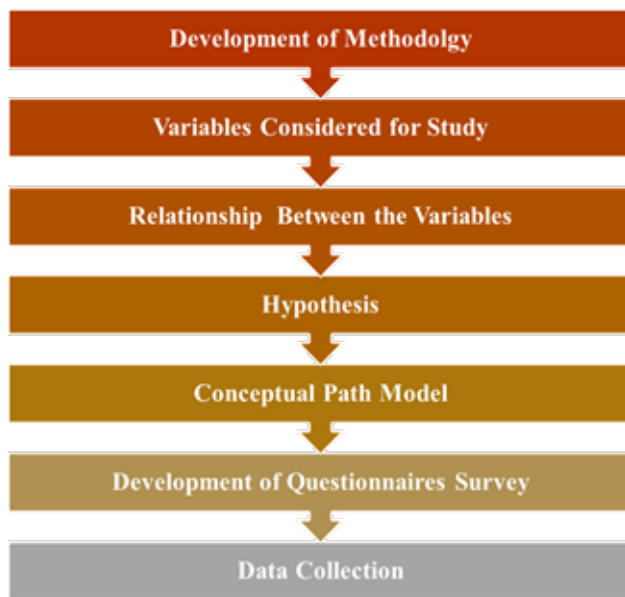 Development of Methodolgy
Variables Considered for Study
Relationship Between the Variables
Hypothesis
Conceptual Path Model
Development of Questionnaires Survey
Data Collection